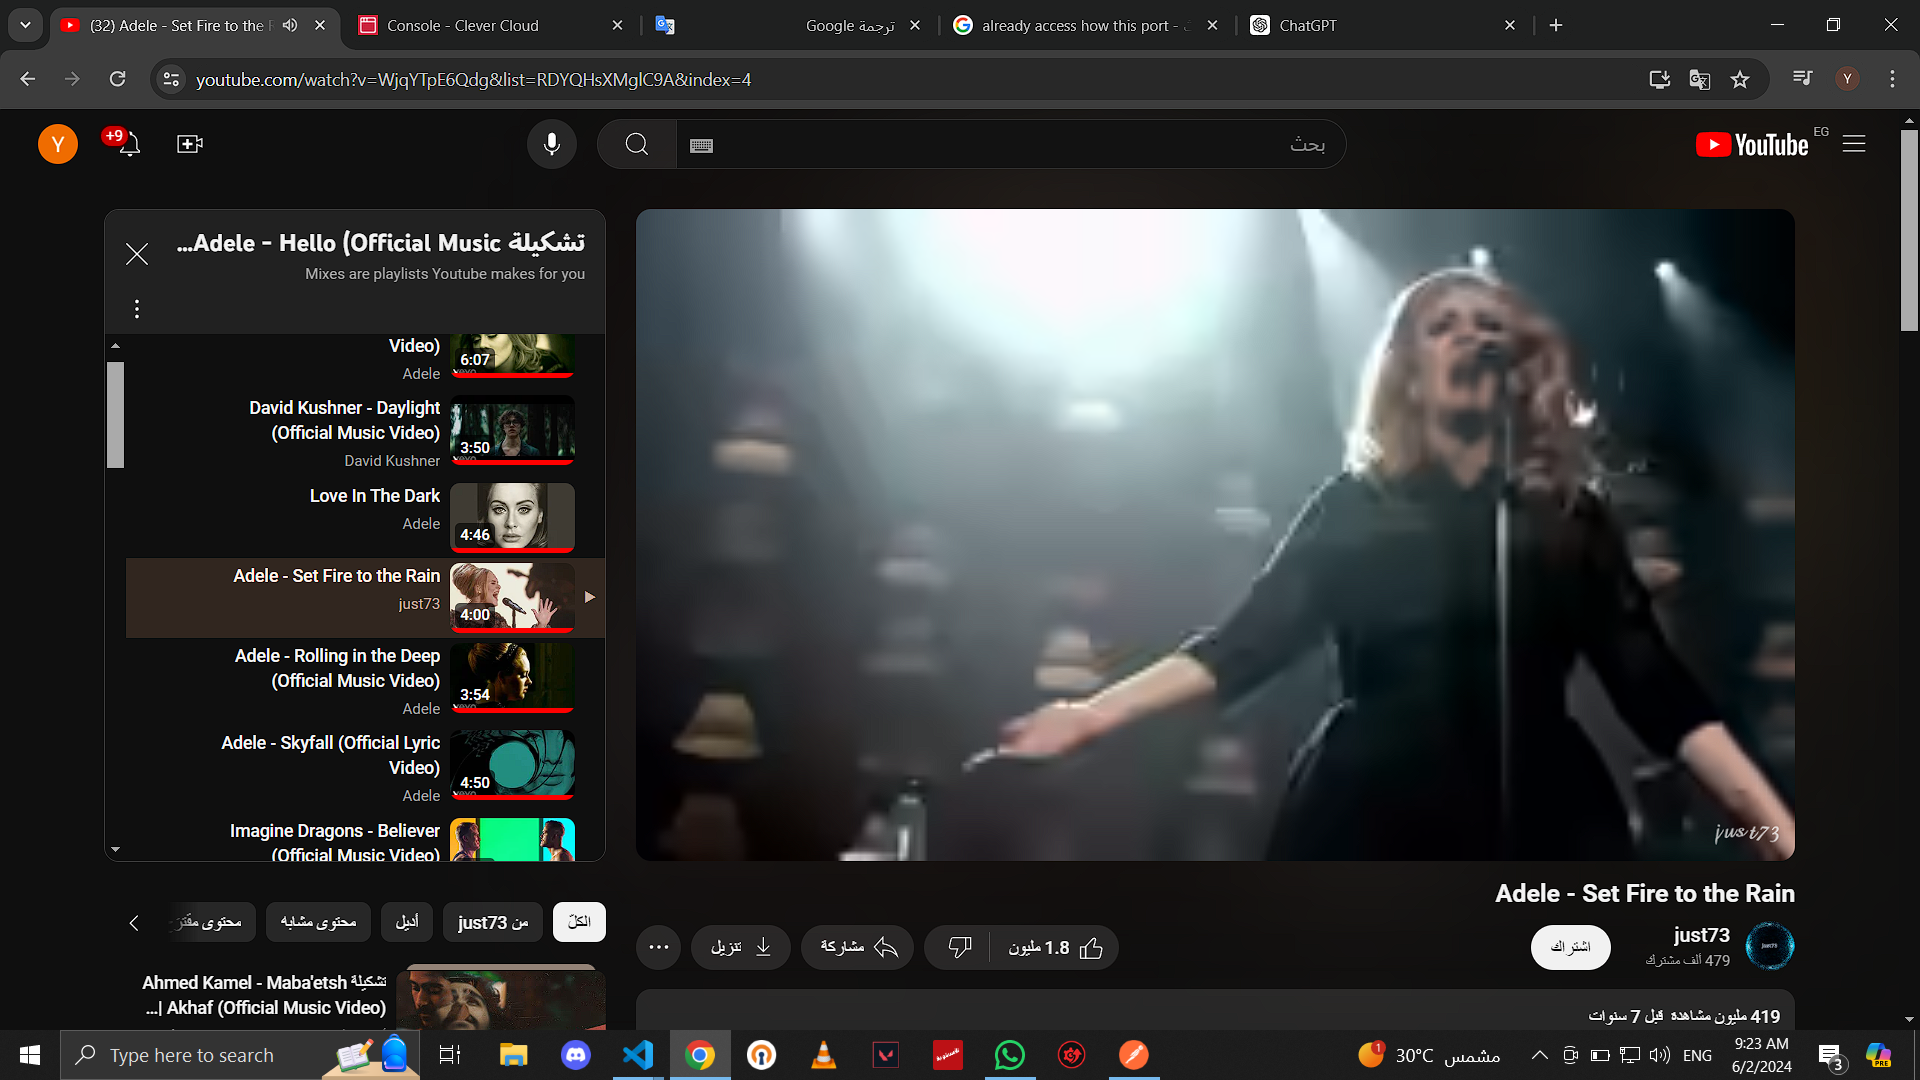 (32) Adele - Set Fire to the R
Console - Clever Cloud
ترجمة Google
already access how this port -
ChatGPT
youtube.com/watch?v=WjqYTpE6Qdg&list=RDYQHsXMglC9A&index=4
Y
Y
+9
بحث
YouTube
EG
تشكيلة Adele - Hello (Official Music...
Mixes are playlists Youtube makes for you
Video)
Adele
6:07
David Kushner - Daylight
(Official Music Video)
David Kushner
3:50
Love In The Dark
Adele
4:46
Adele - Set Fire to the Rain
just73
4:00
Adele - Rolling in the Deep
(Official Music Video)
Adele
3:54
Adele - Skyfall (Official Lyric
Video)
Adele
4:50
Imagine Dragons - Believer
(Official Music Video)
just73
Adele - Set Fire to the Rain
just73
479 ألف مشترك
اشتراك
1.8 مليون
مشاركة
تنزيل
419 مليون مشاهدة قبل 7 سنوات
الكلّ
من just73
أديل
محتوى مشابه
محتوى مقترَح
تشكيلة Ahmed Kamel - Maba'etsh
Akhaf (Official Music Video) |...
Type here to search
1
30°C مشمس
ENG
9:23 AM
6/2/2024
3
PRE